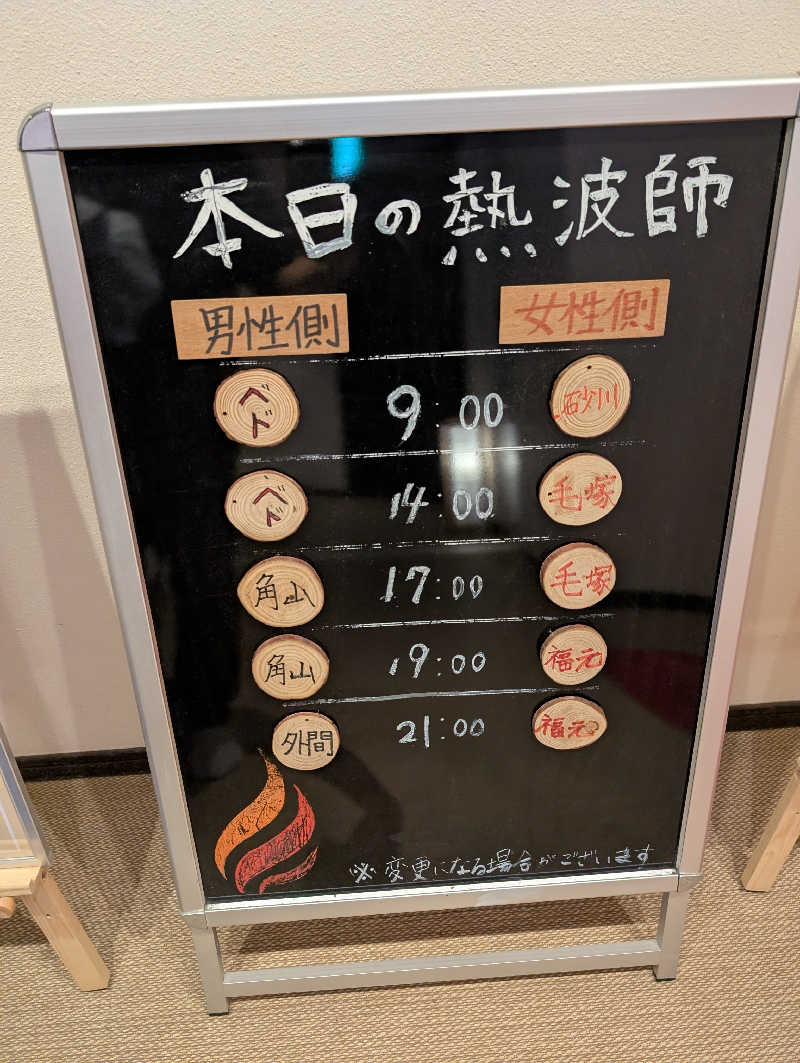 本日の熱波師
男性側 女性側
ベド 9:00 砂川
ベド 14:00 毛塚
角山 17:00 毛塚
角山 19:00 福元
外間 21:00 福元
※変更になる場合がございます